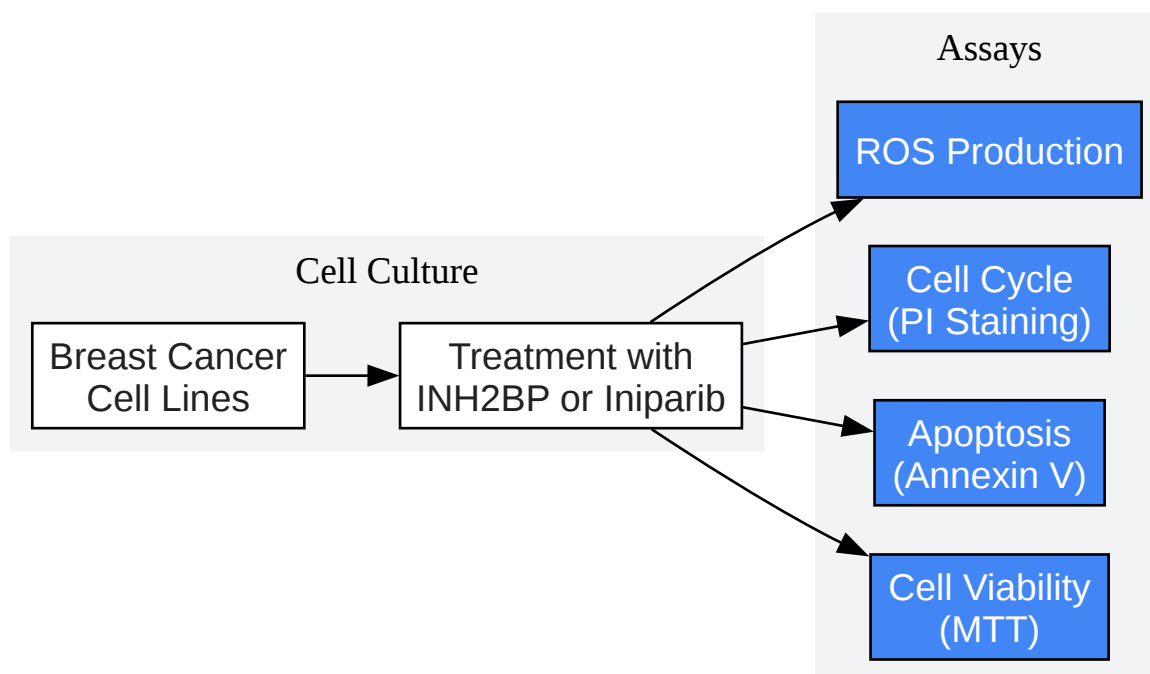 Cell Culture
Breast Cancer
Cell Lines
Treatment with
INH2BP or Iniparib
Assays
ROS Production
Cell Cycle
(PI Staining)
Apoptosis
(Annexin V)
Cell Viability
(MTT)